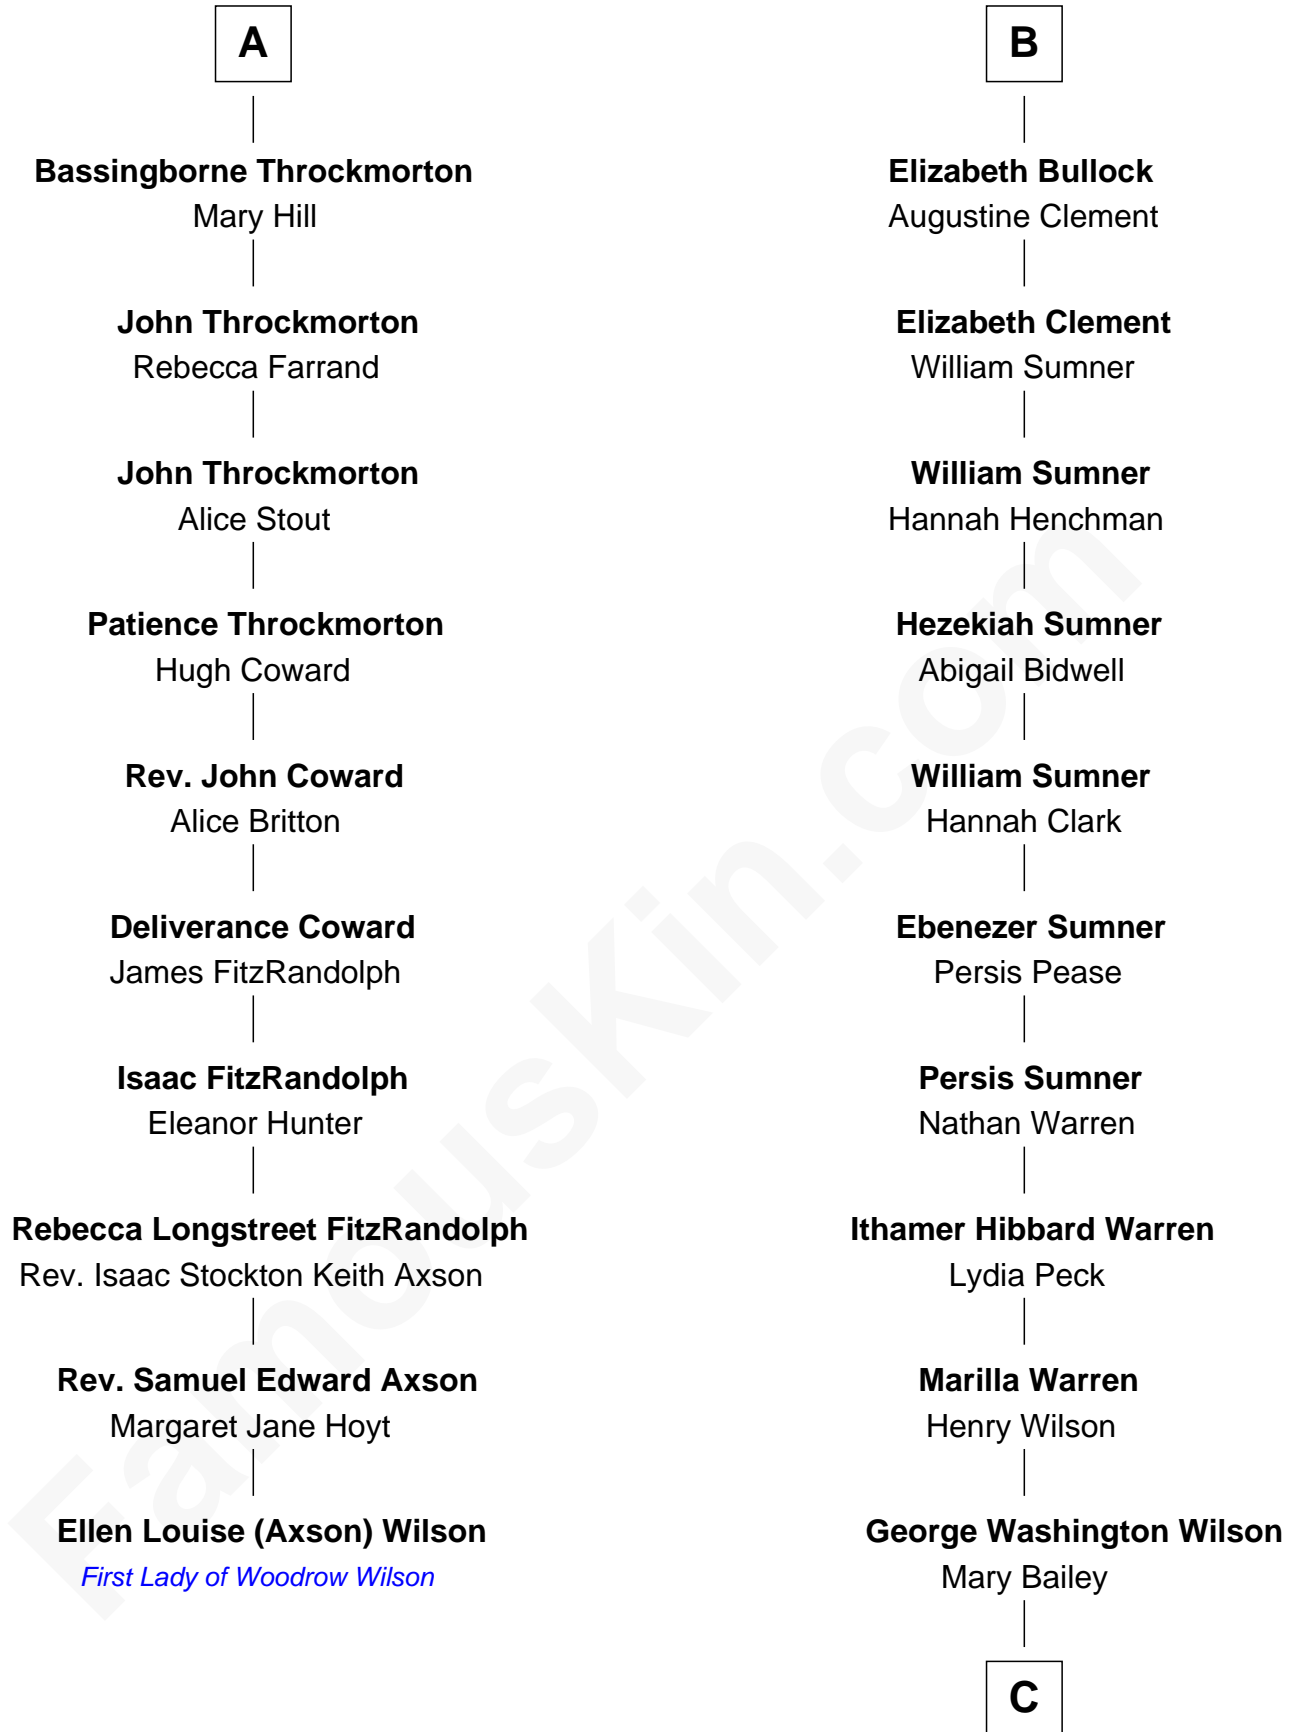 A
Bassingborne Throckmorton
Mary Hill
John Throckmorton
Rebecca Farrand
John Throckmorton
Alice Stout
Patience Throckmorton
Hugh Coward
Rev. John Coward
Alice Britton
Deliverance Coward
James FitzRandolph
Isaac FitzRandolph
Eleanor Hunter
Rebecca Longstreet FitzRandolph
Rev. Isaac Stockton Keith Axson
Rev. Samuel Edward Axson
Margaret Jane Hoyt
Ellen Louise (Axson) Wilson
First Lady of Woodrow Wilson
B
Elizabeth Bullock
Augustine Clement
Elizabeth Clement
William Sumner
William Sumner
Hannah Henchman
Hezekiah Sumner
Abigail Bidwell
William Sumner
Hannah Clark
Ebenezer Sumner
Persis Pease
Persis Sumner
Nathan Warren
Ithamer Hibbard Warren
Lydia Peck
Marilla Warren
Henry Wilson
George Washington Wilson
Mary Bailey
C
FamousKin.com